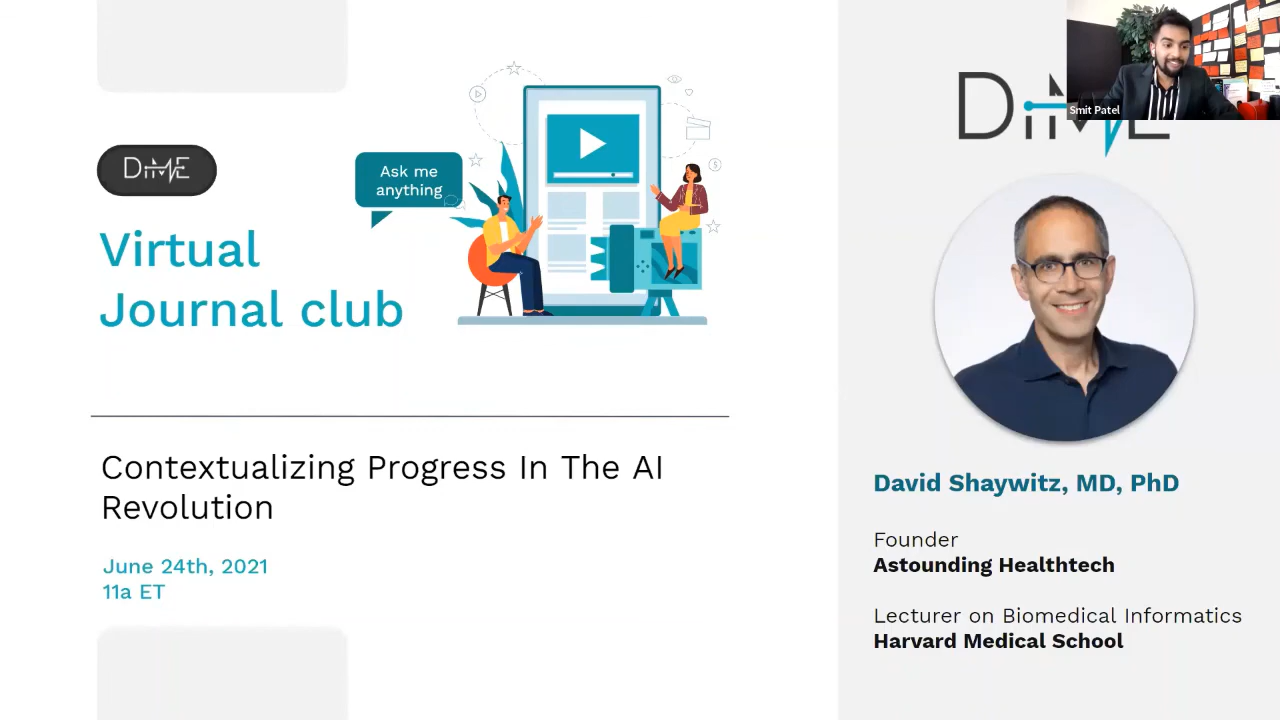 DiME
Virtual
Journal club
Ask me
anything
Contextualizing Progress In The AI
Revolution
June 24th, 2021
11a ET
Smit Patel
DiME
David Shaywitz, MD, PhD
Founder
Astounding Healthtech
Lecturer on Biomedical Informatics
Harvard Medical School